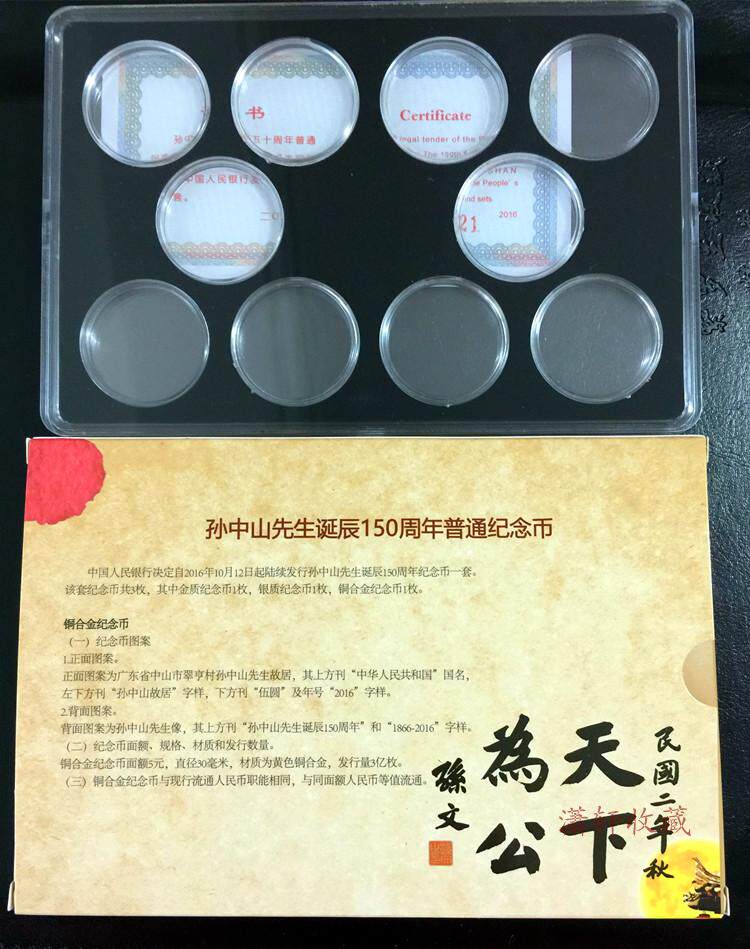 书
Certificate
孙中
五十周年普通
legal tender of the P
The 150th
中国人民银行发
套。
二〇
SHAN
e People's
and sets
21
2016
孙中山先生诞辰150周年普通纪念币
中国人民银行决定自2016年10月12日起陆续发行孙中山先生诞辰150周年纪念币一套。
该套纪念币共3枚，其中金质纪念币1枚，银质纪念币1枚，铜合金纪念币1枚。
铜合金纪念币
（一）纪念币图案
1.正面图案。
正面图案为广东省中山市翠亨村孙中山先生故居，其上方刊“中华人民共和国”国名，
左下方刊“孙中山故居”字样，下方刊“伍圆”及年号“2016”字样。
2.背面图案。
背面图案为孙中山先生像，其上方刊“孙中山先生诞辰150周年”和“1866-2016”字样。
（二）纪念币面额、规格、材质和发行数量。
铜合金纪念币面额5元，直径30毫米，材质为黄色铜合金，发行量3亿枚。
（三）铜合金纪念币与现行流通人民币职能相同，与同面额人民币等值流通。
民國二年秋
天下
為公
孫文
潇轩收藏